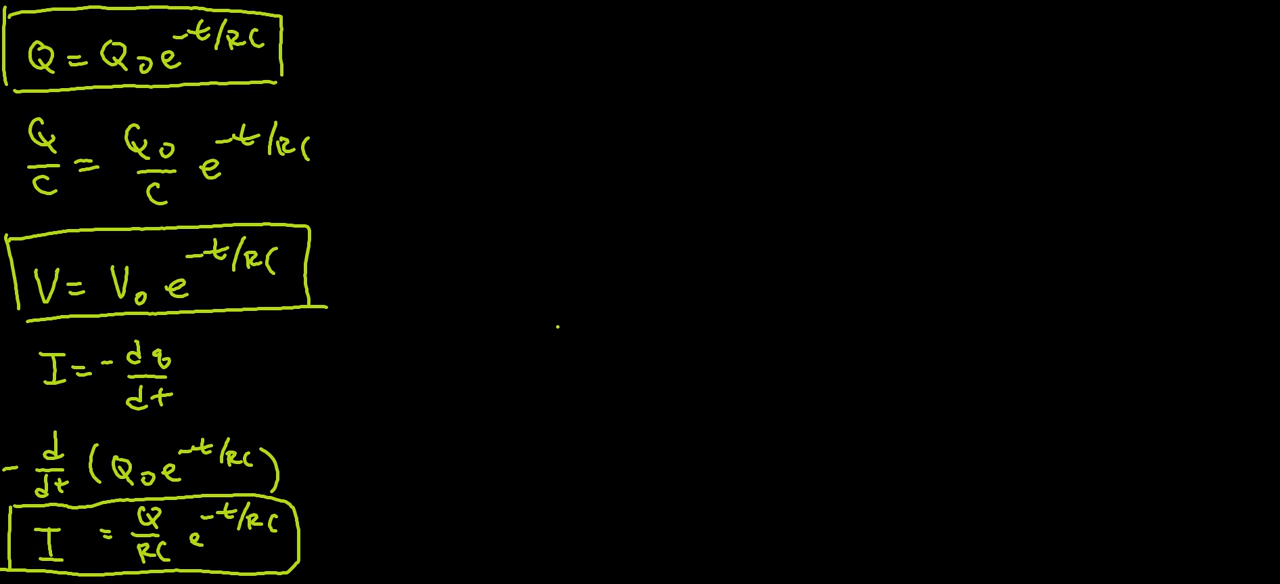 Q = Q₀e^(-t/RC)
Q/C = Q₀/C e^(-t/RC)
V = V₀ e^(-t/RC)
I = - dq/dt
- d/dt (Q₀e^(-t/RC))
I = Q/RC e^(-t/RC)